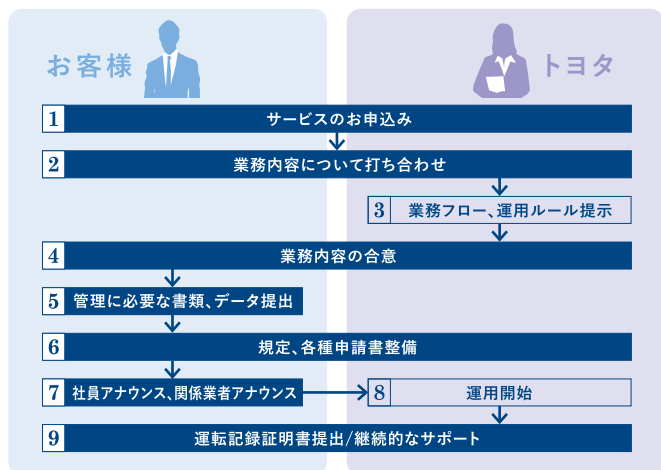 お客様
トヨタ
1 サービスのお申込み
2 業務内容について打ち合わせ
3 業務フロー、運用ルール提示
4 業務内容の合意
5 管理に必要な書類、データ提出
6 規定、各種申請書整備
7 社員アナウンス、関係業者アナウンス
8 運用開始
9 運転記録証明書提出/継続的なサポート